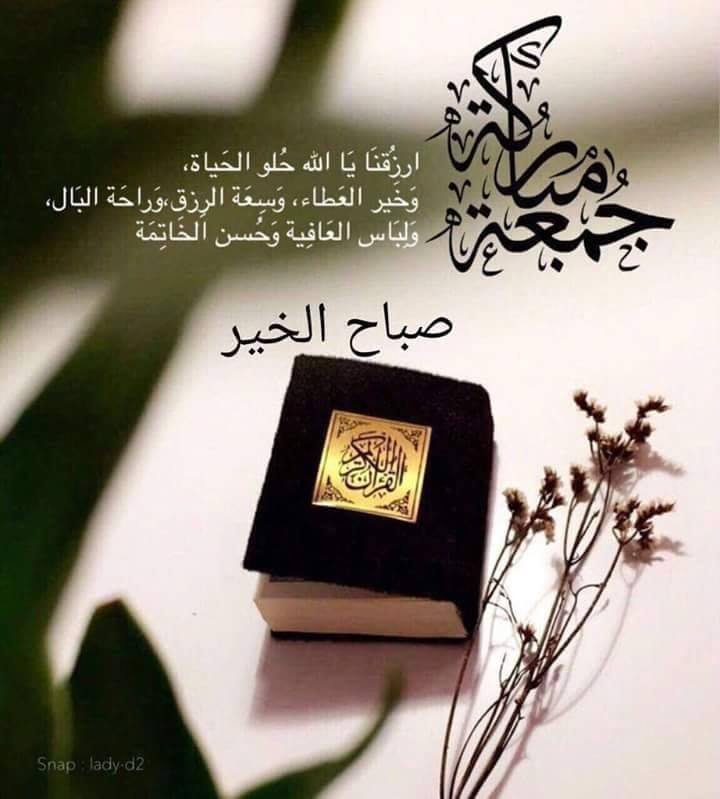 جُمعة مباركة
ارزُقنَا يَا الله حُلو الحَياة،
وَخَير العَطاء، وَسِعَة الرِزق،وَراحَة البَال،
وَلِبَاس العَافِية وَحُسن الخَاتِمَة
صباح الخير
القرآن الكريم
Snap : lady-d2